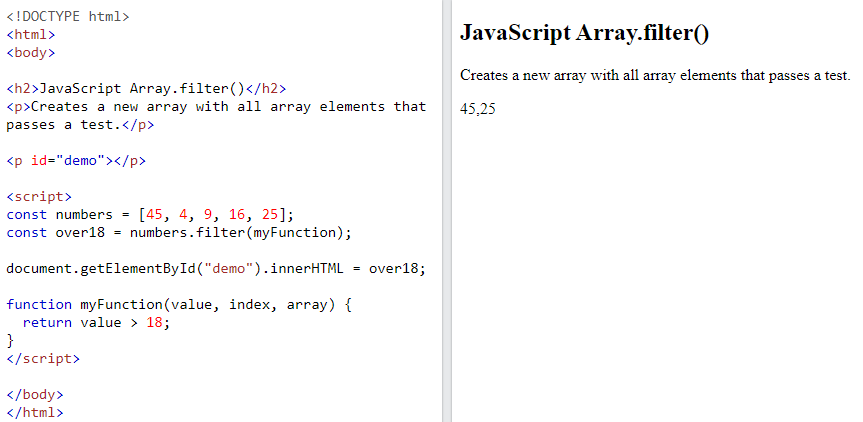 <!DOCTYPE html>
<html>
<body>
<h2>JavaScript Array.filter()</h2>
<p>Creates a new array with all array elements that
passes a test.</p>
<p id="demo"></p>
<script>
const numbers = [45, 4, 9, 16, 25];
const over18 = numbers.filter(myFunction);
document.getElementById("demo").innerHTML = over18;
function myFunction(value, index, array) {
  return value > 18;
}
</script>
</body>
</html>
JavaScript Array.filter()
Creates a new array with all array elements that passes a test.
45,25